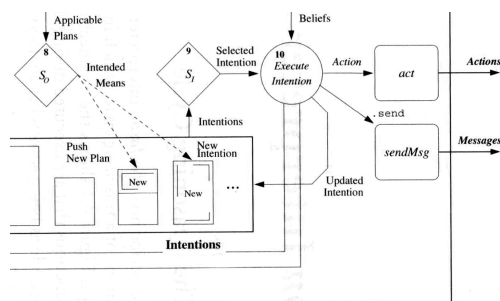 Applicable
Plans
8
S_O
Intended
Means
9
S_I
Selected
Intention
Intentions
Beliefs
10
Execute
Intention
Action
act
Actions
.send
sendMsg
Messages
Push
New Plan
New
New
Intention
New
...
Updated
Intention
Intentions